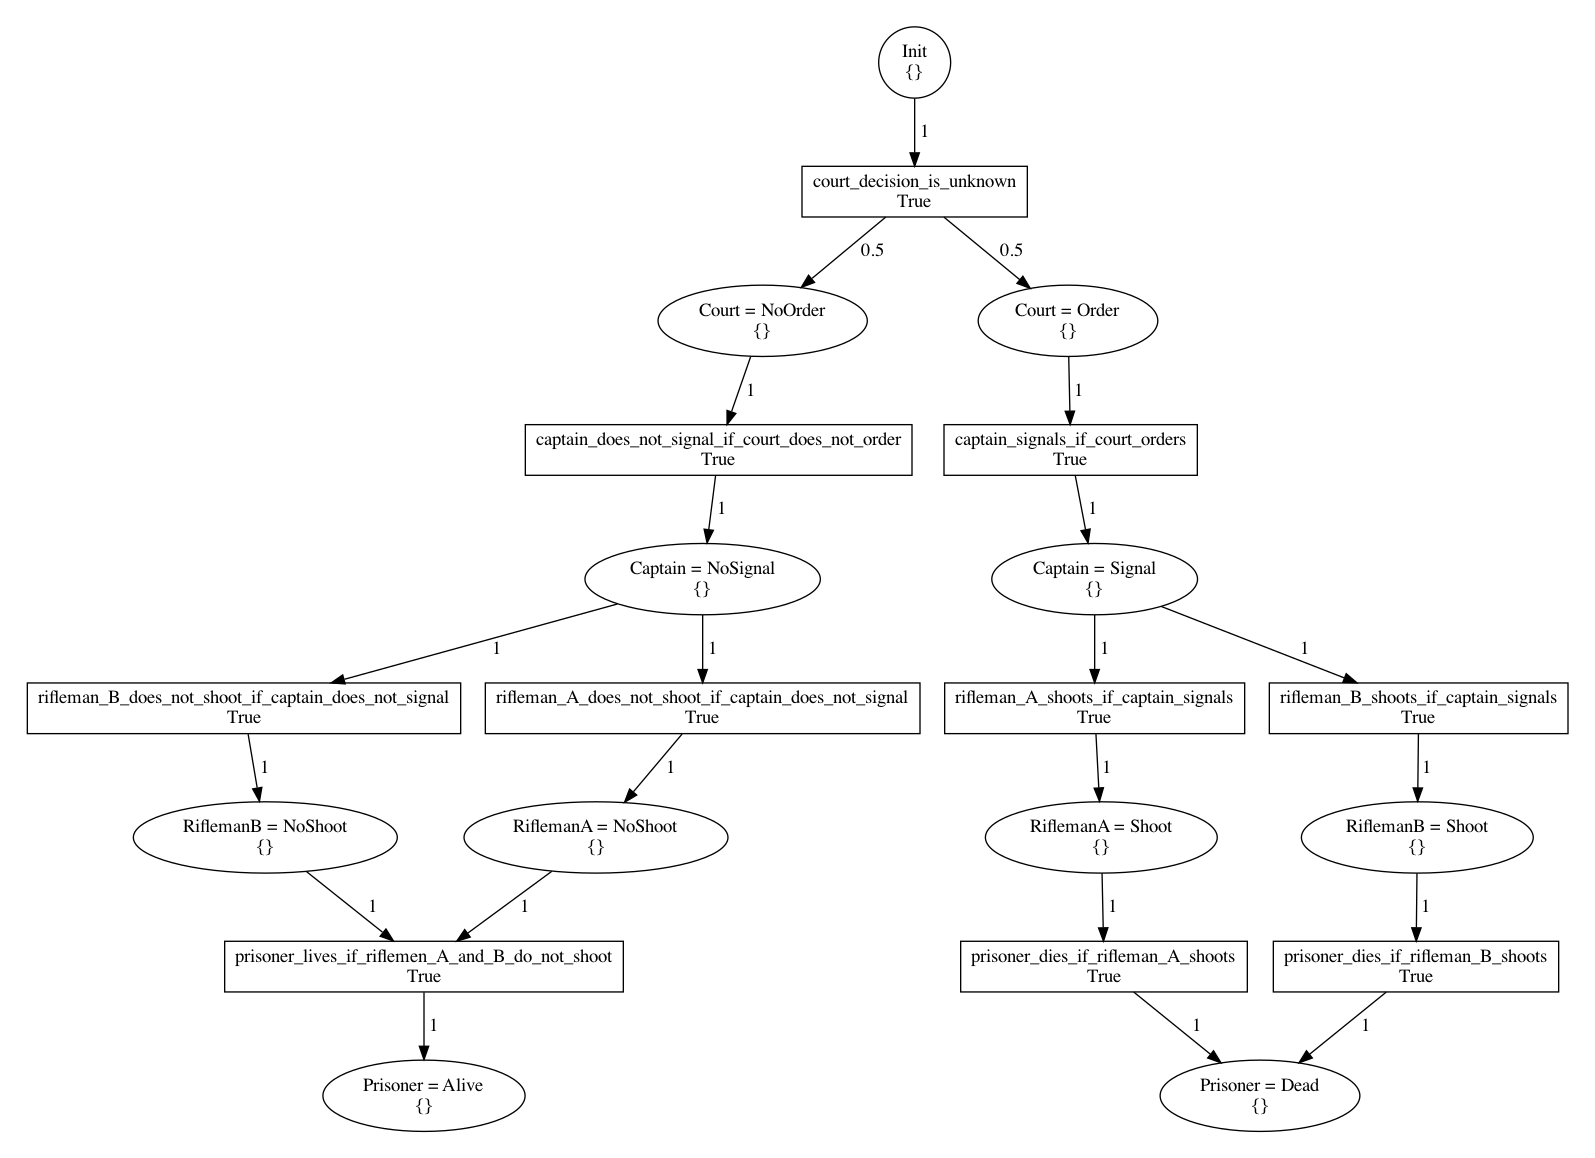 Init
{}
1
court_decision_is_unknown
True
0.5
0.5
Court = NoOrder
{}
Court = Order
{}
1
1
captain_does_not_signal_if_court_does_not_order
True
captain_signals_if_court_orders
True
1
1
Captain = NoSignal
{}
Captain = Signal
{}
1
1
1
1
rifleman_B_does_not_shoot_if_captain_does_not_signal
True
rifleman_A_does_not_shoot_if_captain_does_not_signal
True
rifleman_A_shoots_if_captain_signals
True
rifleman_B_shoots_if_captain_signals
True
1
1
1
1
RiflemanB = NoShoot
{}
RiflemanA = NoShoot
{}
RiflemanA = Shoot
{}
RiflemanB = Shoot
{}
1
1
1
1
prisoner_lives_if_riflemen_A_and_B_do_not_shoot
True
prisoner_dies_if_rifleman_A_shoots
True
prisoner_dies_if_rifleman_B_shoots
True
1
1
1
Prisoner = Alive
{}
Prisoner = Dead
{}